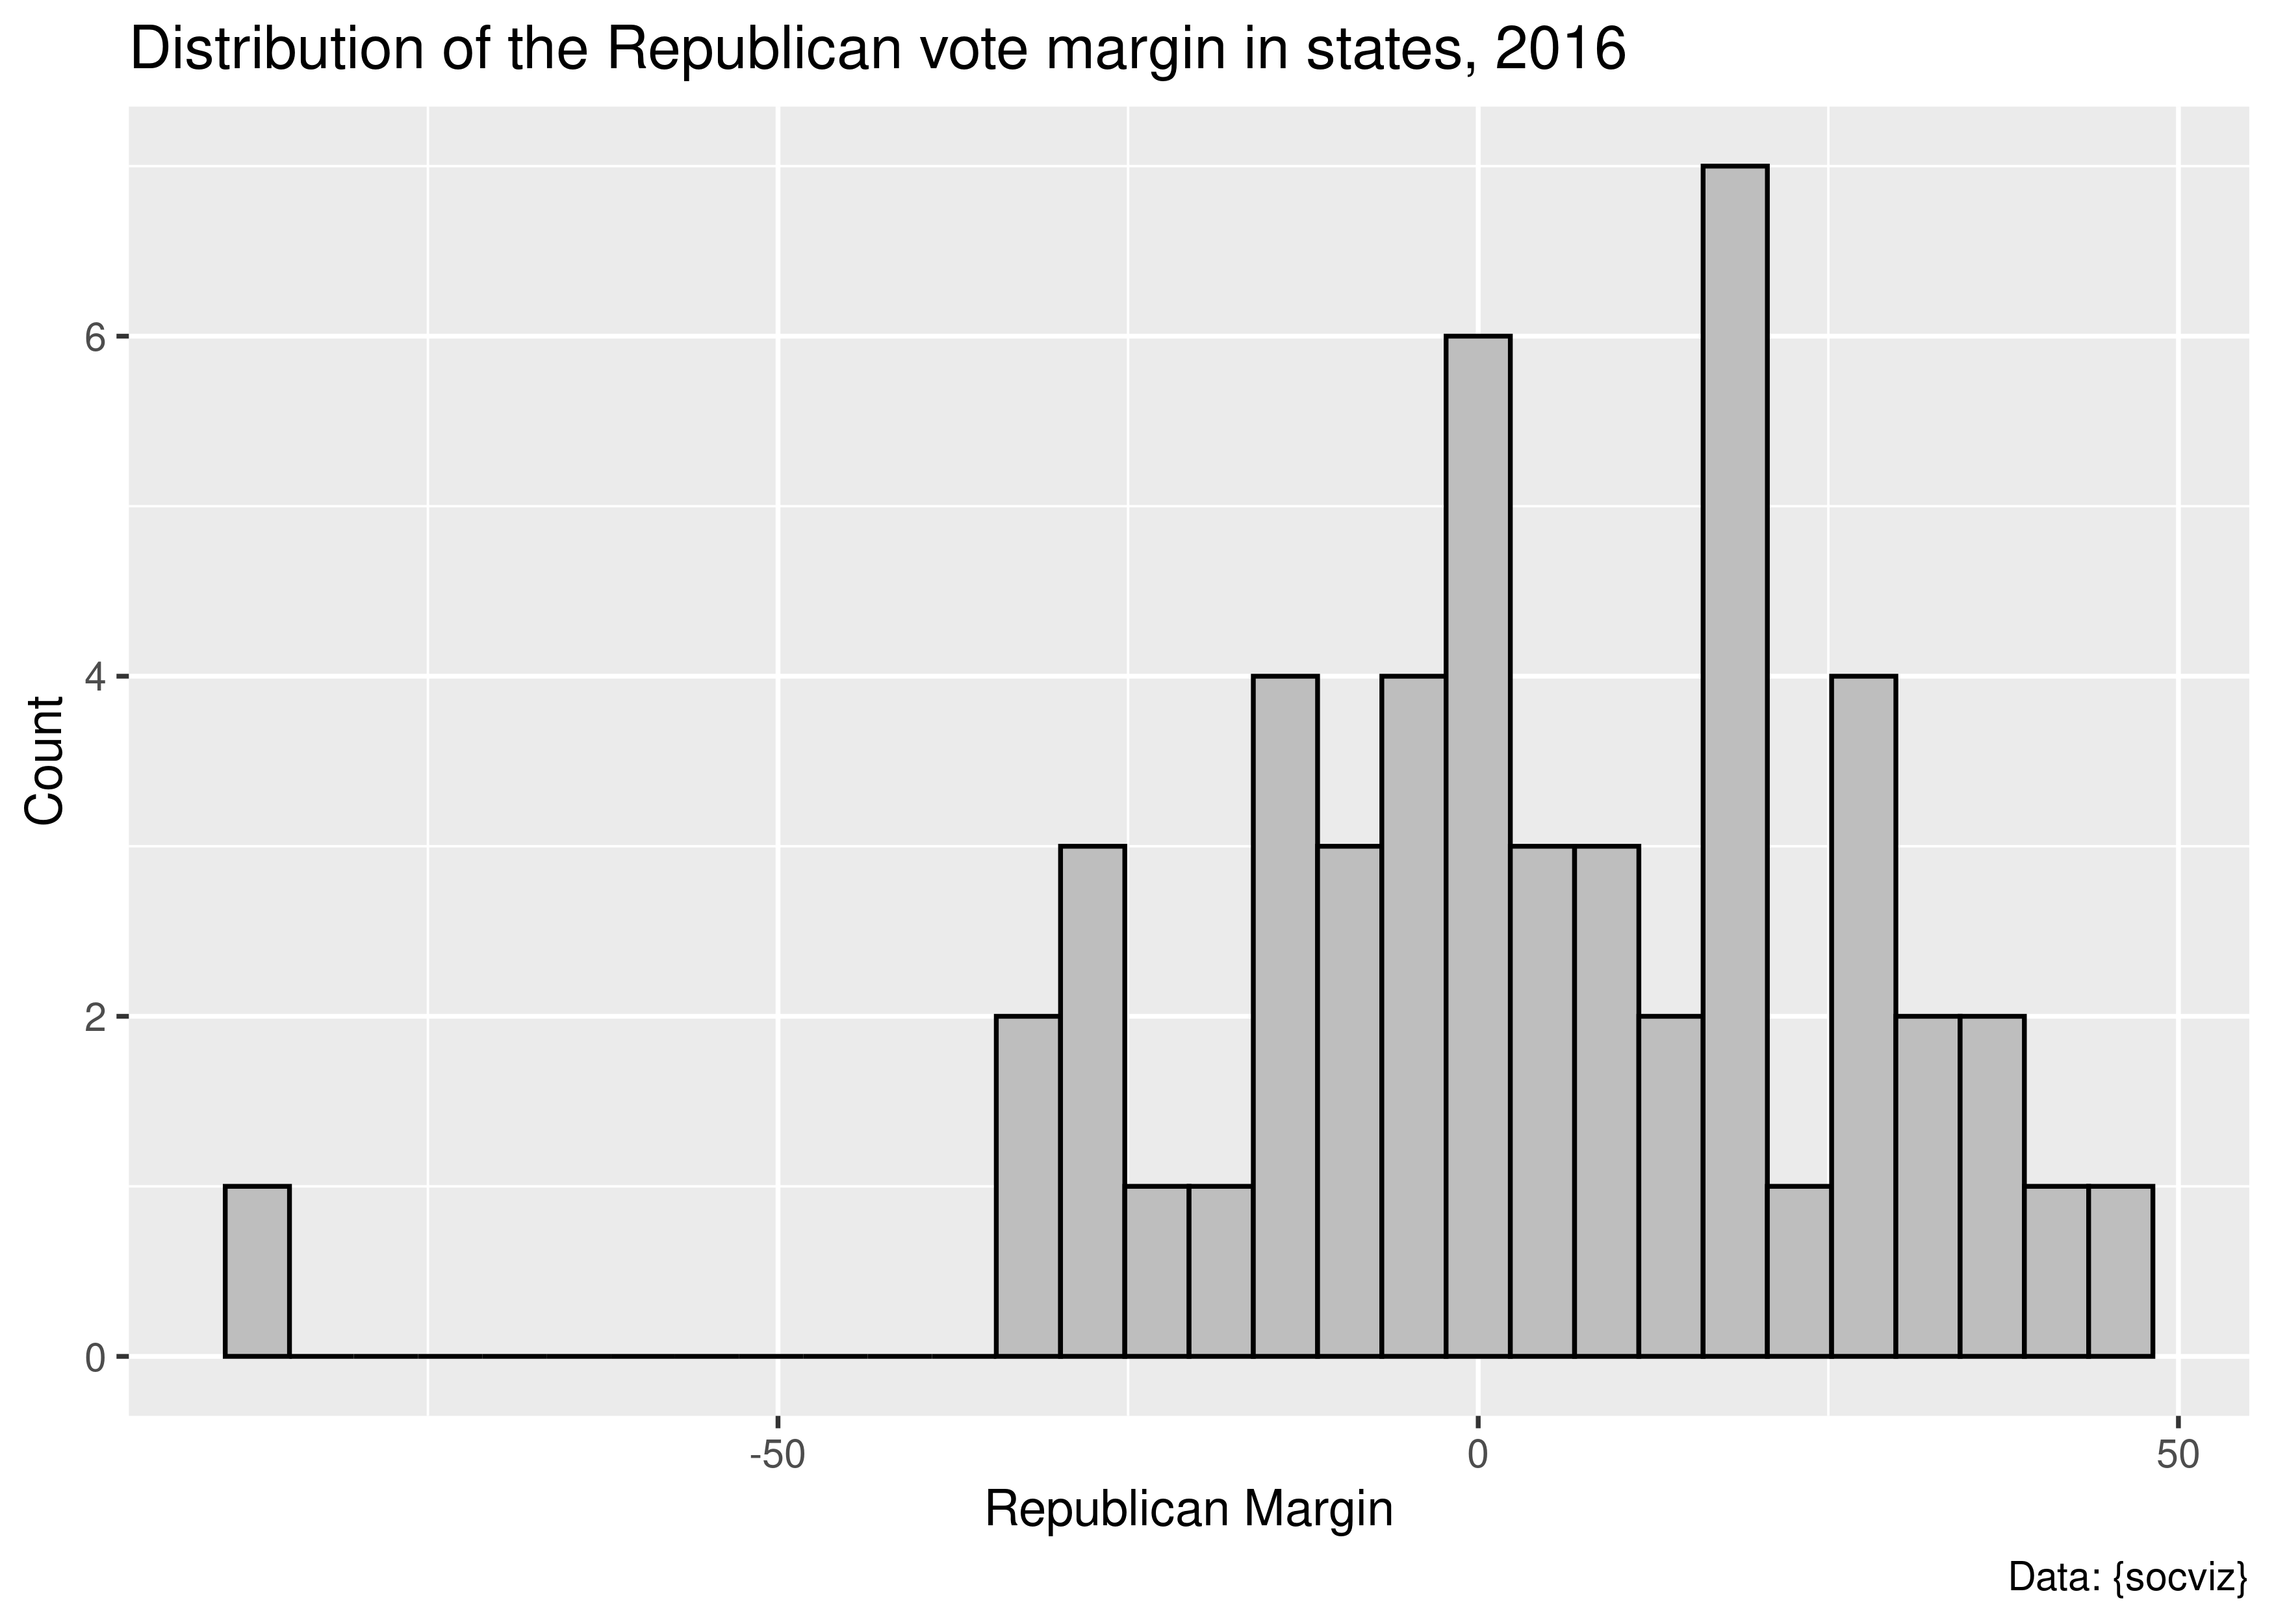 Distribution of the Republican vote margin in states, 2016
Count
6
4
2
0
-50
0
50
Republican Margin
Data: {socviz}